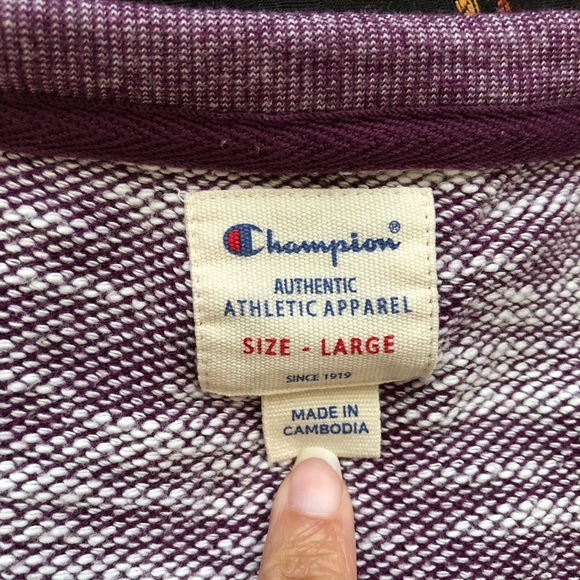 Champion®
AUTHENTIC
ATHLETIC APPAREL
SIZE - LARGE
SINCE 1919
MADE IN
CAMBODIA